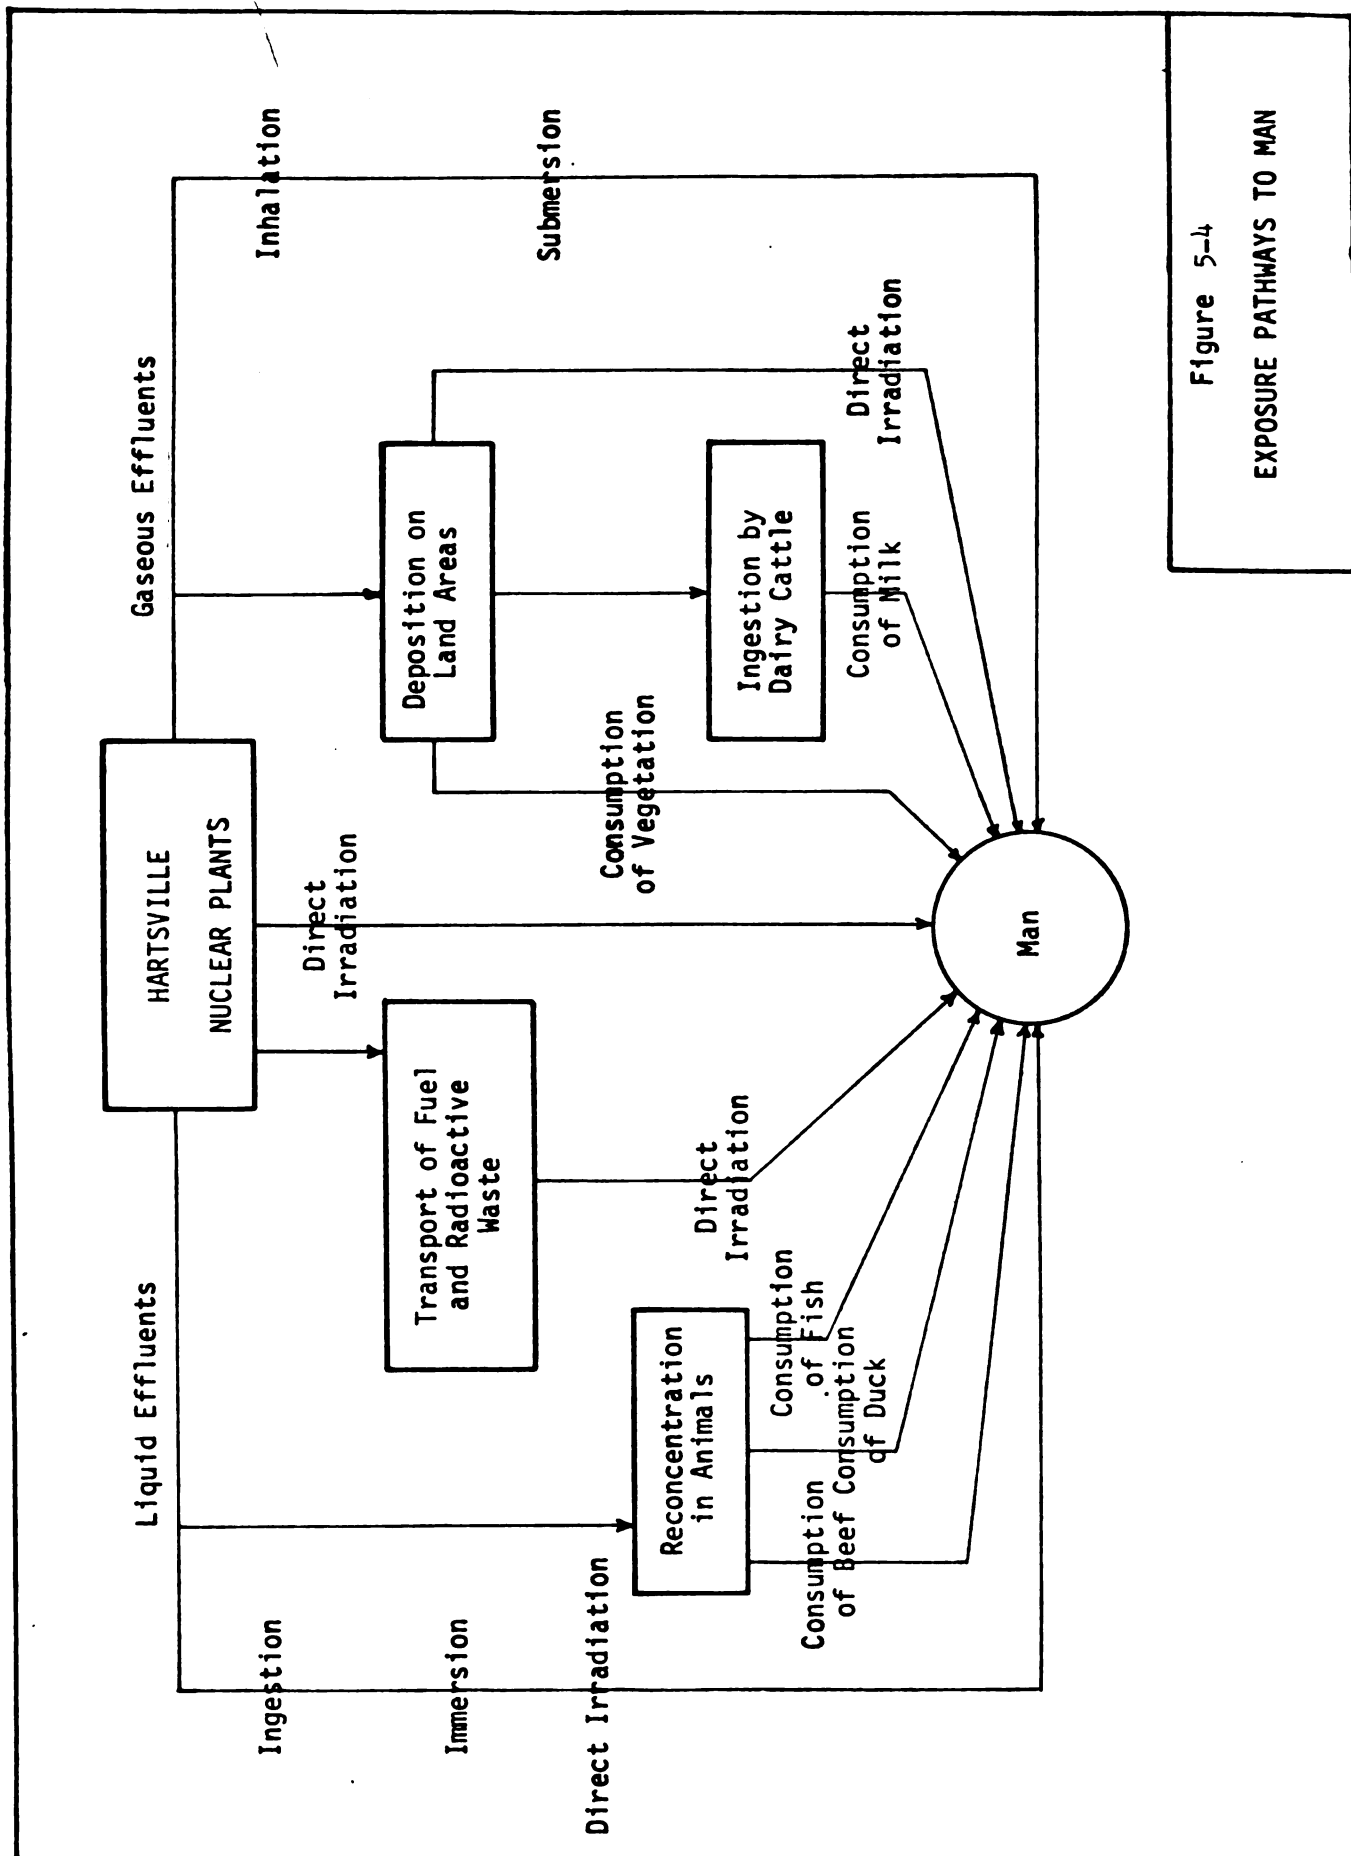 HARTSVILLE
NUCLEAR PLANTS
Liquid Effluents
Gaseous Effluents
Ingestion
Immersion
Direct Irradiation
Direct
Irradiation
Inhalation
Submersion
Transport of Fuel
and Radioactive
Waste
Deposition on
Land Areas
Reconcentration
in Animals
Direct
Irradiation
Consumption
of Vegetation
Ingestion by
Dairy Cattle
Consumption
of Beef
Consumption
of Duck
Consumption
of Fish
Consumption
of Milk
Direct
Irradiation
Man
Figure 5-4
EXPOSURE PATHWAYS TO MAN